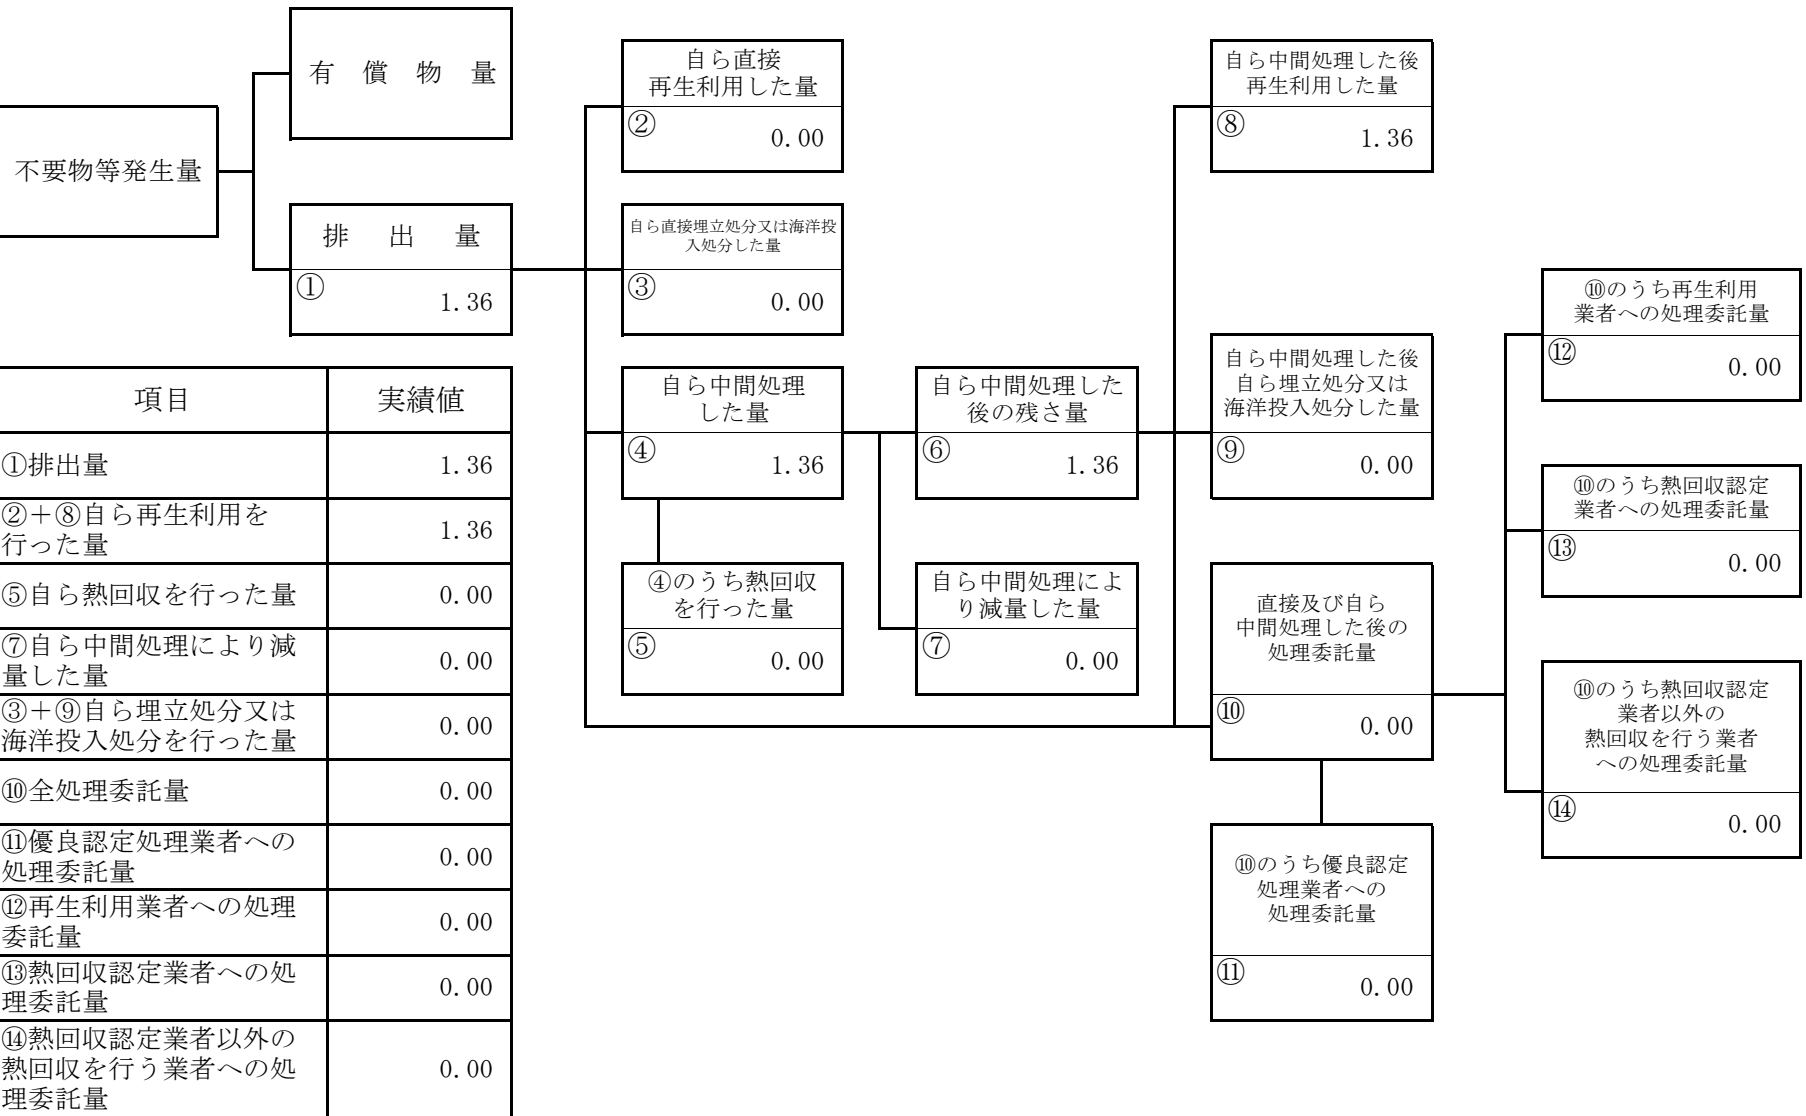 有償物量
不要物等発生量
排出量
①
1.36
自ら直接
再生利用した量
②
0.00
自ら直接埋立処分又は海洋投
入処分した量
③
0.00
自ら中間処理
した量
④
1.36
④のうち熱回収
を行った量
⑤
0.00
自ら中間処理した
後の残さ量
⑥
1.36
自ら中間処理によ
り減量した量
⑦
0.00
自ら中間処理した後
再生利用した量
⑧
1.36
自ら中間処理した後
自ら埋立処分又は
海洋投入処分した量
⑨
0.00
直接及び自ら
中間処理した後の
処理委託量
⑩
0.00
⑩のうち優良認定
処理業者への
処理委託量
⑪
0.00
⑩のうち再生利用
業者への処理委託量
⑫
0.00
⑩のうち熱回収認定
業者への処理委託量
⑬
0.00
⑩のうち熱回収認定
業者以外の
熱回収を行う業者
への処理委託量
⑭
0.00
項目 実績値
①排出量 1.36
②＋⑧自ら再生利用を
行った量 1.36
⑤自ら熱回収を行った量 0.00
⑦自ら中間処理により減
量した量 0.00
③＋⑨自ら埋立処分又は
海洋投入処分を行った量 0.00
⑩全処理委託量 0.00
⑪優良認定処理業者への
処理委託量 0.00
⑫再生利用業者への処理
委託量 0.00
⑬熱回収認定業者への処
理委託量 0.00
⑭熱回収認定業者以外の
熱回収を行う業者への処
理委託量 0.00